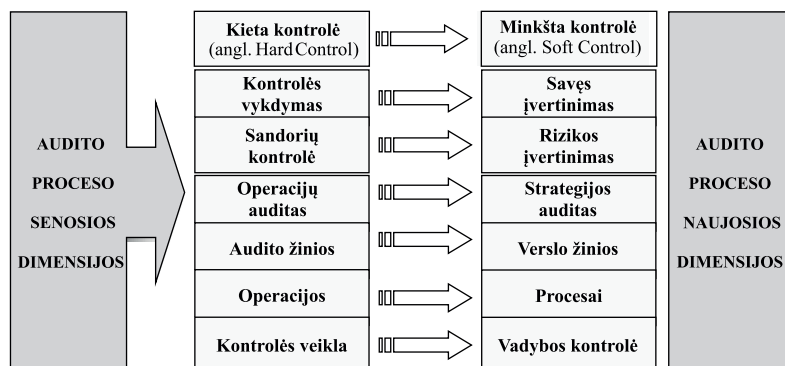 AUDITO
PROCESO
SENOSIOS
DIMENSIJOS
Kieta kontrolė
(angl. Hard Control)
Minkšta kontrolė
(angl. Soft Control)
Kontrolės
vykdymas
Savęs
įvertinimas
Sandorių
kontrolė
Rizikos
įvertinimas
Operacijų
auditas
Strategijos
auditas
Audito žinios
Verslo žinios
Operacijos
Procesai
Kontrolės veikla
Vadybos kontrolė
AUDITO
PROCESO
NAUJOSIOS
DIMENSIJOS